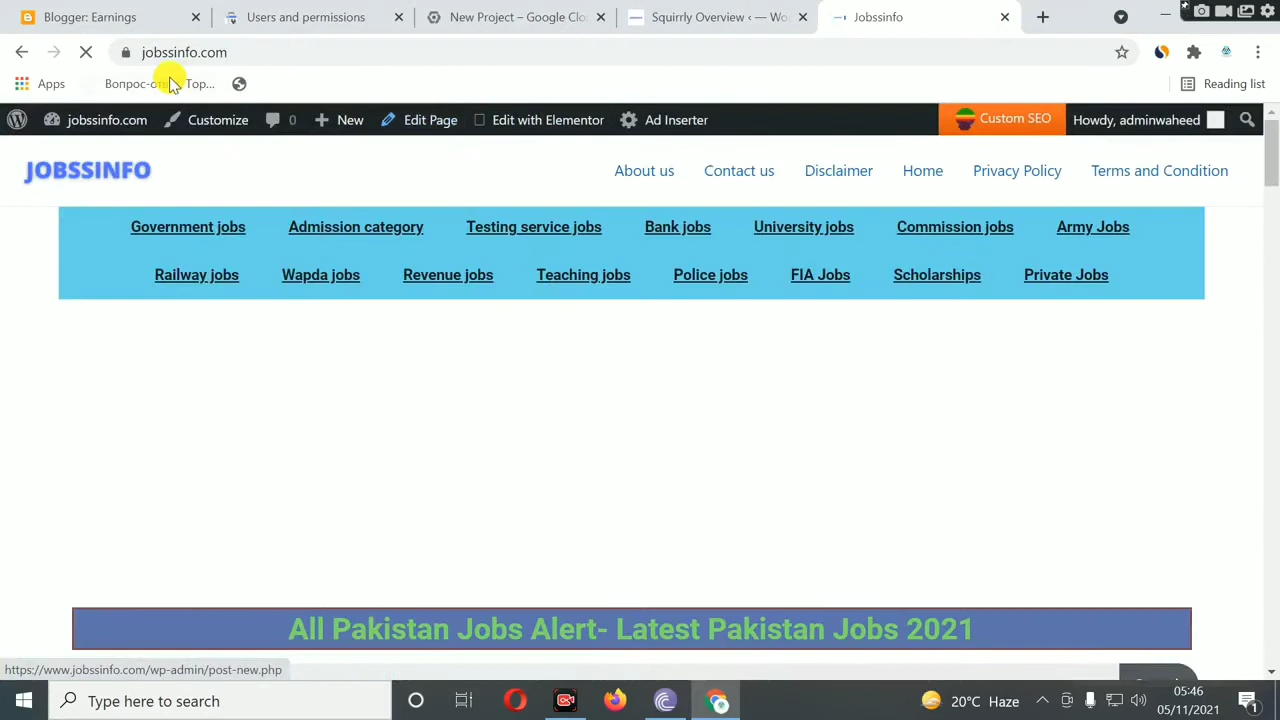 Blogger: Earnings
Users and permissions
New Project – Google Clo
Squirrly Overview ‹ — Wo
Jobssinfo
jobssinfo.com
Apps
Top...
Reading list
jobssinfo.com
Customize
0
New
Edit Page
Edit with Elementor
Ad Inserter
Custom SEO
Howdy, adminwaheed
JOBSSINFO
About us
Contact us
Disclaimer
Home
Privacy Policy
Terms and Condition
Government jobs
Admission category
Testing service jobs
Bank jobs
University jobs
Commission jobs
Army Jobs
Railway jobs
Wapda jobs
Revenue jobs
Teaching jobs
Police jobs
FIA Jobs
Scholarships
Private Jobs
All Pakistan Jobs Alert- Latest Pakistan Jobs 2021
https://www.jobssinfo.com/wp-admin/post-new.php
Type here to search
20°C Haze
05:46
05/11/2021
1